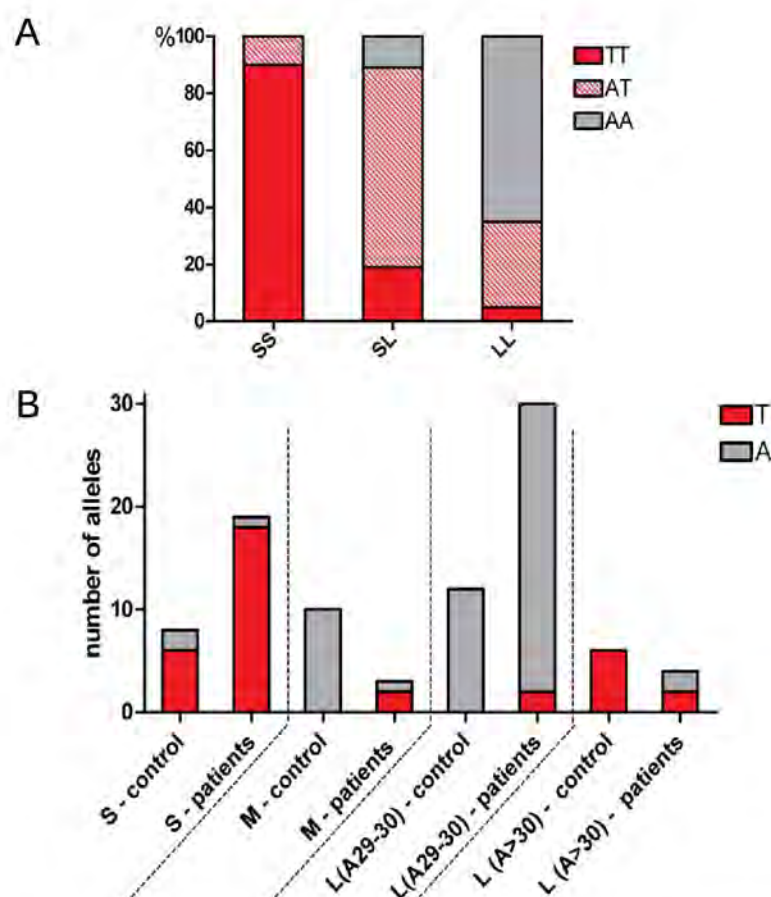 A
%100
80
60
40
20
0
SS
SL
LL
TT
AT
AA
B
number of alleles
30
20
10
0
S - control
S - patients
M - control
M - patients
L(A29-30) - control
L(A29-30) - patients
L (A>30) - control
L (A>30) - patients
T
A